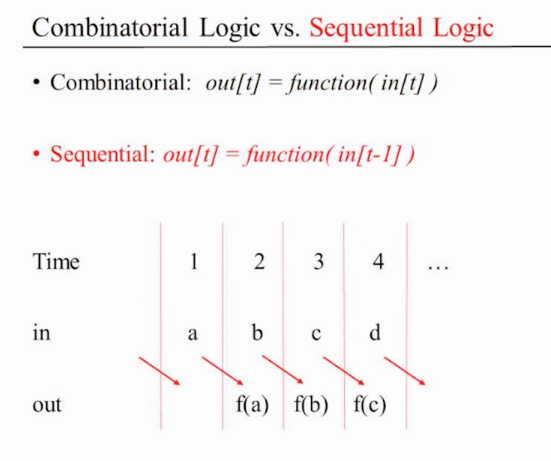 Combinatorial Logic vs. Sequential Logic
• Combinatorial: out[t] = function( in[t] )
• Sequential: out[t] = function( in[t-1] )
Time 1 2 3 4 ...
in a b c d
out f(a) f(b) f(c)